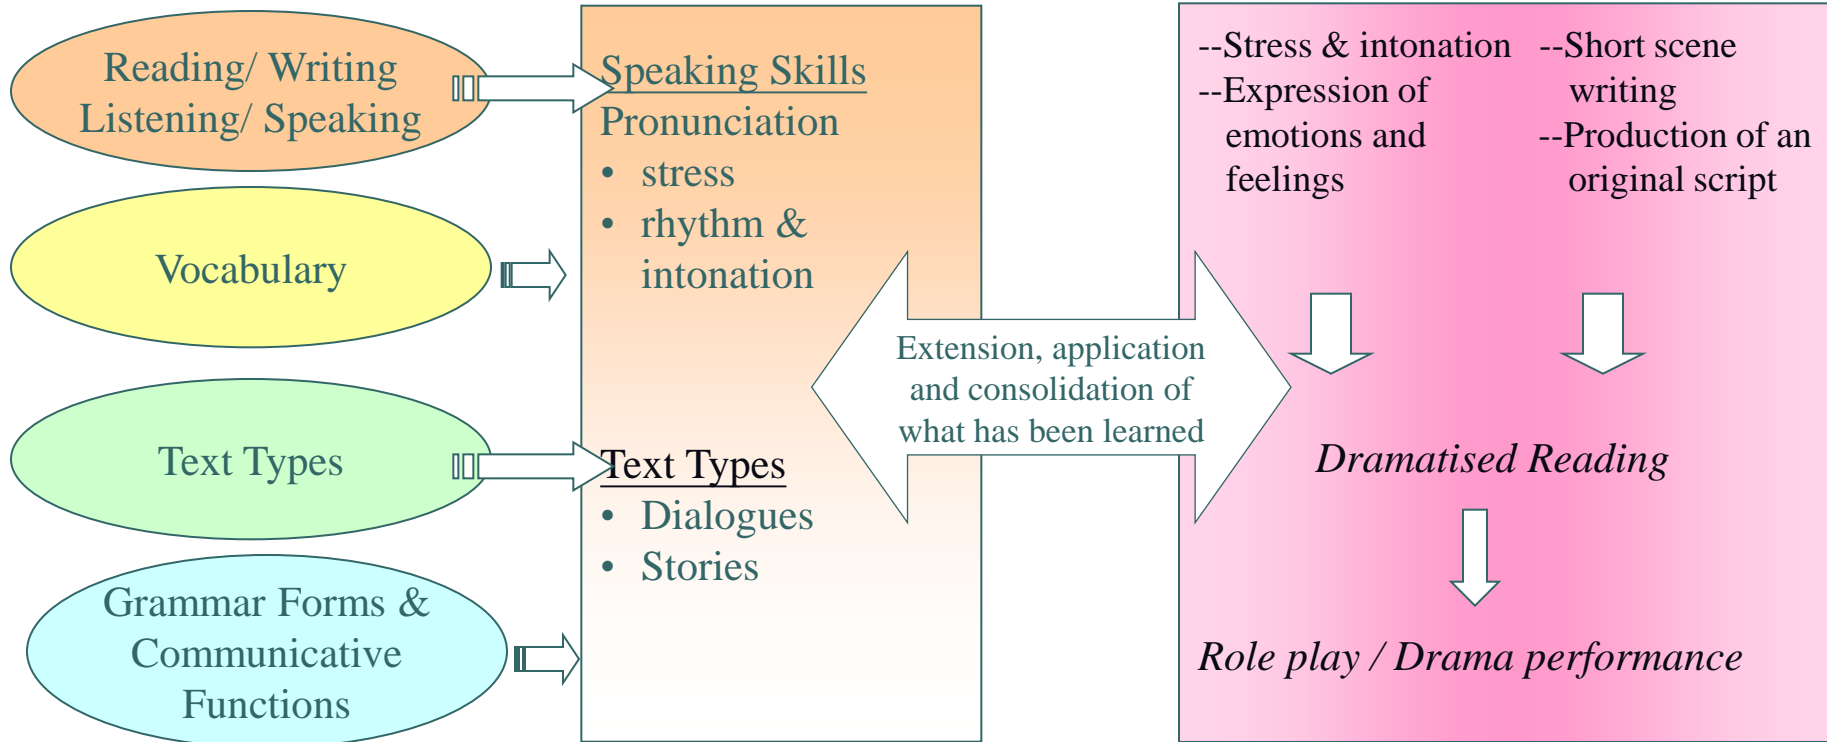 Reading/ Writing
Listening/ Speaking
Vocabulary
Text Types
Grammar Forms &
Communicative
Functions
Speaking Skills
Pronunciation
• stress
• rhythm &
intonation
Text Types
• Dialogues
• Stories
Extension, application
and consolidation of
what has been learned
--Stress & intonation
--Expression of
emotions and
feelings
--Short scene
writing
--Production of an
original script
Dramatised Reading
Role play / Drama performance